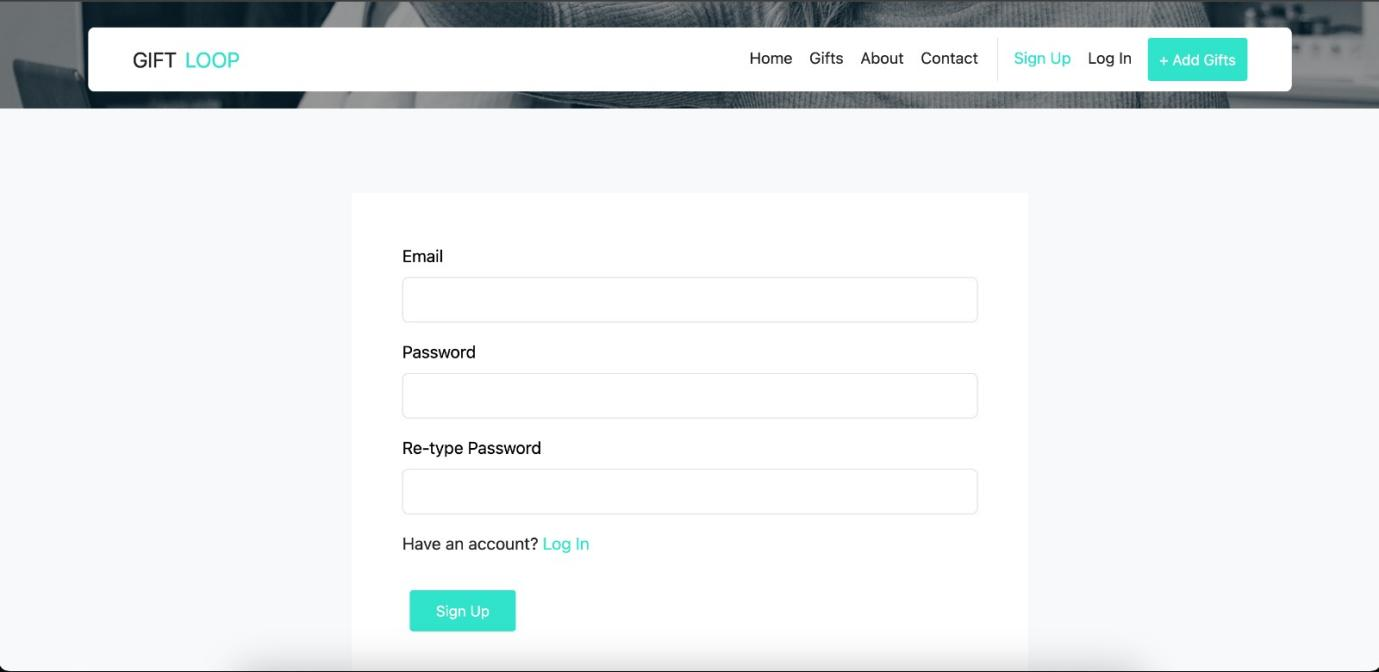 GIFT LOOP Home Gifts About Contact Sign Up Log In + Add Gifts
Email
Password
Re-type Password
Have an account? Log In
Sign Up